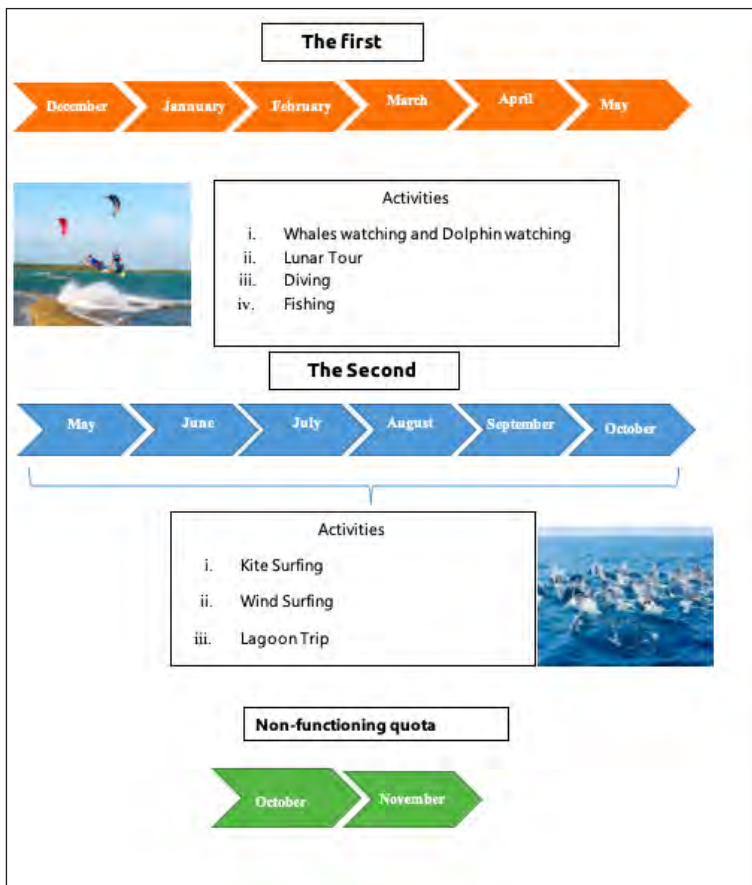 The first
December Jannuary February March April May
Activities
i. Whales watching and Dolphin watching
ii. Lunar Tour
iii. Diving
iv. Fishing
The Second
May June July August September October
Activities
i. Kite Surfing
ii. Wind Surfing
iii. Lagoon Trip
Non-functioning quota
October November